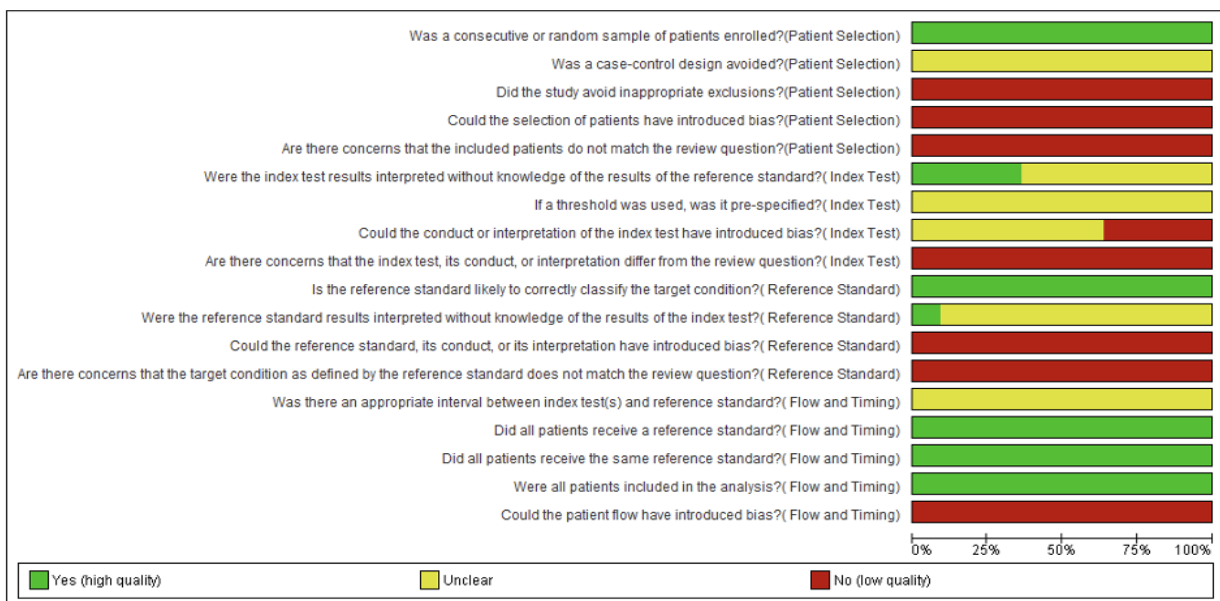 Was a consecutive or random sample of patients enrolled?(Patient Selection)
Was a case-control design avoided?(Patient Selection)
Did the study avoid inappropriate exclusions?(Patient Selection)
Could the selection of patients have introduced bias?(Patient Selection)
Are there concerns that the included patients do not match the review question?(Patient Selection)
Were the index test results interpreted without knowledge of the results of the reference standard?( Index Test)
If a threshold was used, was it pre-specified?( Index Test)
Could the conduct or interpretation of the index test have introduced bias?( Index Test)
Are there concerns that the index test, its conduct, or interpretation differ from the review question?( Index Test)
Is the reference standard likely to correctly classify the target condition?( Reference Standard)
Were the reference standard results interpreted without knowledge of the results of the index test?( Reference Standard)
Could the reference standard, its conduct, or its interpretation have introduced bias?( Reference Standard)
Are there concerns that the target condition as defined by the reference standard does not match the review question?( Reference Standard)
Was there an appropriate interval between index test(s) and reference standard?( Flow and Timing)
Did all patients receive a reference standard?( Flow and Timing)
Did all patients receive the same reference standard?( Flow and Timing)
Were all patients included in the analysis?( Flow and Timing)
Could the patient flow have introduced bias?( Flow and Timing)
0% 25% 50% 75% 100%
Yes (high quality) Unclear No (low quality)